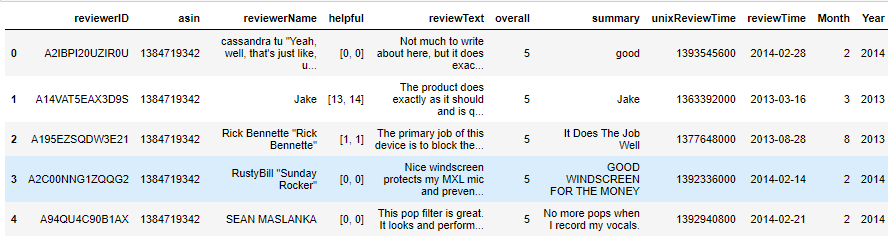 reviewerID asin reviewerName helpful reviewText overall summary unixReviewTime reviewTime Month Year
0 A2IBPI20UZIR0U 1384719342 cassandra tu "Yeah, well, that's just like, u... [0, 0] Not much to write about here, but it does exac... 5 good 1393545600 2014-02-28 2 2014
1 A14VAT5EAX3D9S 1384719342 Jake [13, 14] The product does exactly as it should and is q... 5 Jake 1363392000 2013-03-16 3 2013
2 A195EZSQDW3E21 1384719342 Rick Bennette "Rick Bennette" [1, 1] The primary job of this device is to block the... 5 It Does The Job Well 1377648000 2013-08-28 8 2013
3 A2C00NNG1ZQQG2 1384719342 RustyBill "Sunday Rocker" [0, 0] Nice windscreen protects my MXL mic and preven... 5 GOOD WINDSCREEN FOR THE MONEY 1392336000 2014-02-14 2 2014
4 A94QU4C90B1AX 1384719342 SEAN MASLANKA [0, 0] This pop filter is great. It looks and perform... 5 No more pops when I record my vocals. 1392940800 2014-02-21 2 2014